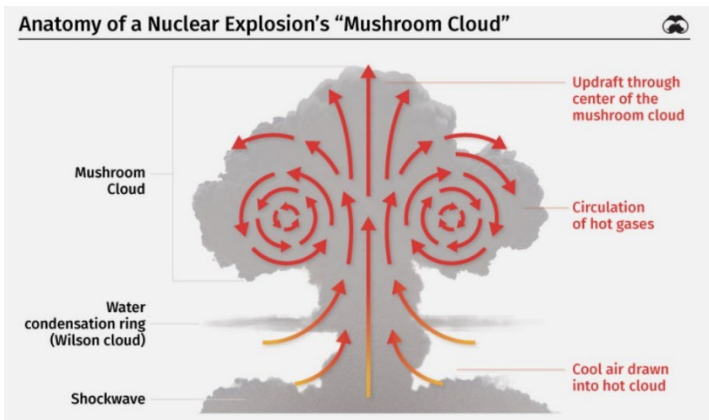 Anatomy of a Nuclear Explosion’s “Mushroom Cloud”
Updraft through
center of the
mushroom cloud
Mushroom
Cloud
Circulation
of hot gases
Water
condensation ring
(Wilson cloud)
Cool air drawn
into hot cloud
Shockwave